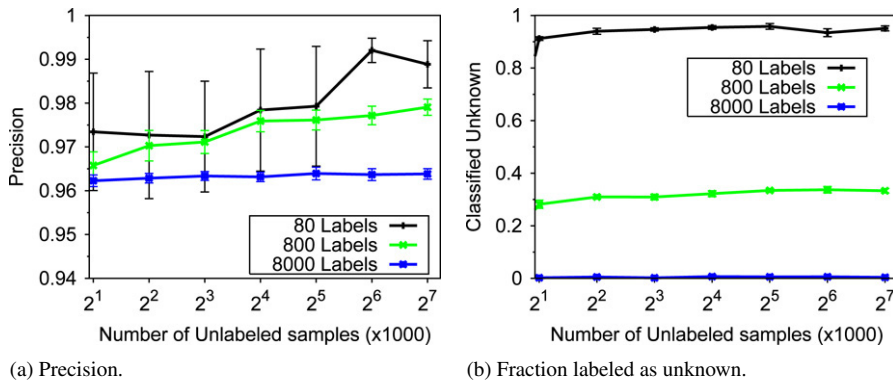 1
0.99
0.98
0.97
0.96
0.95
0.94
Precision
80 Labels
800 Labels
8000 Labels
2^1 2^2 2^3 2^4 2^5 2^6 2^7
Number of Unlabeled samples (x1000)
(a) Precision.
1
0.8
0.6
0.4
0.2
0
Classified Unknown
80 Labels
800 Labels
8000 Labels
2^1 2^2 2^3 2^4 2^5 2^6 2^7
Number of Unlabeled samples (x1000)
(b) Fraction labeled as unknown.